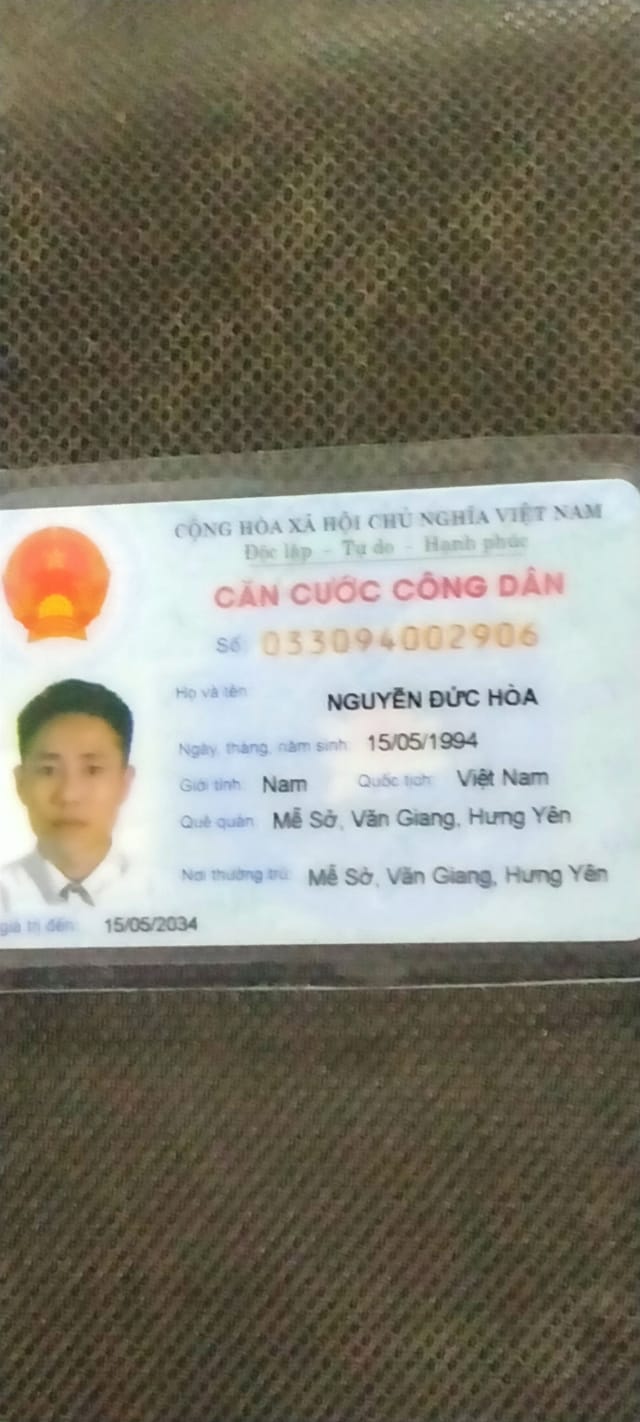 CỘNG HÒA XÃ HỘI CHỦ NGHĨA VIỆT NAM
Độc lập - Tự do - Hạnh phúc
CĂN CƯỚC CÔNG DÂN
Số: 033094002906
Họ và tên:
NGUYỄN ĐỨC HÒA
Ngày, tháng, năm sinh: 15/05/1994
Giới tính: Nam Quốc tịch: Việt Nam
Quê quán: Mễ Sở, Văn Giang, Hưng Yên
Nơi thường trú: Mễ Sở, Văn Giang, Hưng Yên
giá trị đến: 15/05/2034